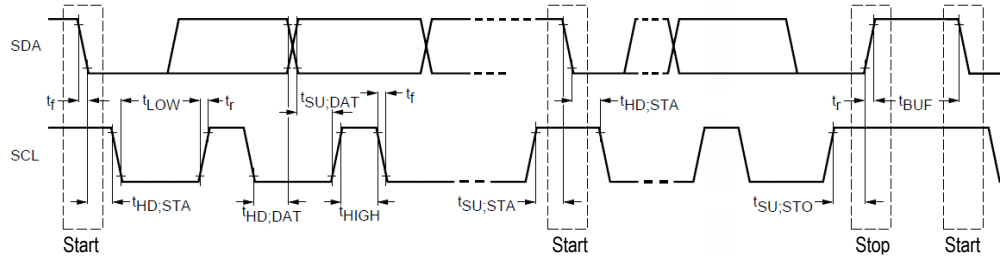 SDA
tf tLOW tr tSU;DAT tf tHD;STA tr tBUF
SCL
tHD;STA tHD;DAT tHIGH tSU;STA tSU;STO
Start Start Stop Start